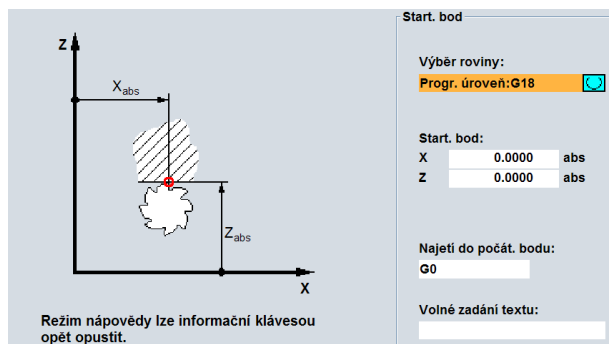 Z
X abs
Z abs
X
Režim nápovědy lze informační klávesou
opět opustit.
Start. bod
Výběr roviny:
Progr. úroveň:G18
Start. bod:
X 0.0000 abs
Z 0.0000 abs
Najetí do počát. bodu:
G0
Volné zadání textu: